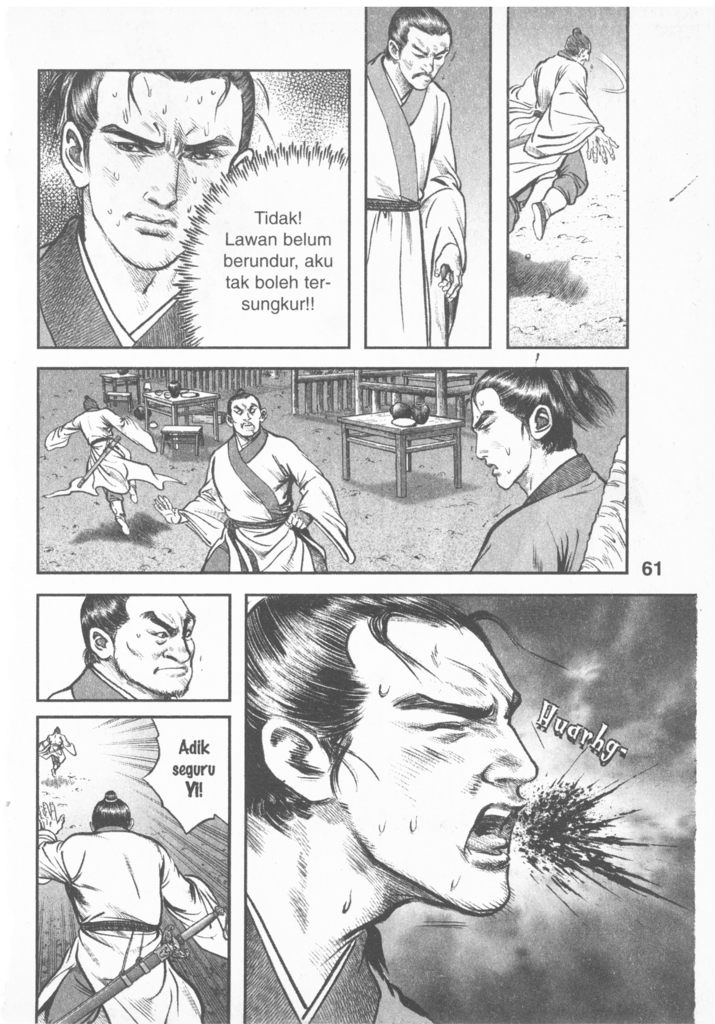 Tidak!
Lawan belum
berundur, aku
tak boleh ter-
sungkur!!
61
Adik
seguru
YI!
Huarhg-